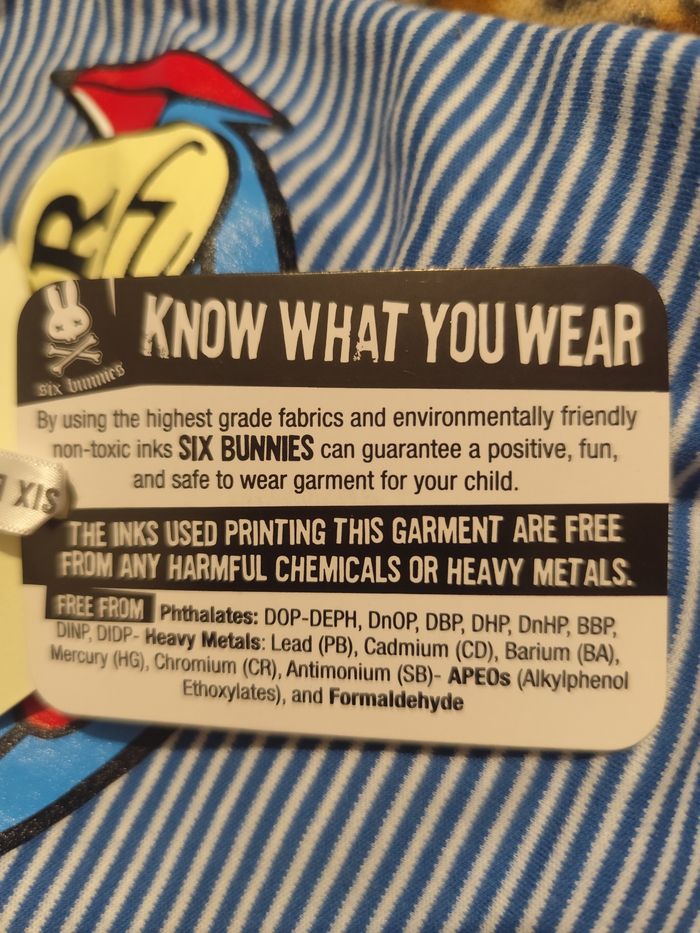 six bunnies
KNOW WHAT YOU WEAR
By using the highest grade fabrics and environmentally friendly
non-toxic inks SIX BUNNIES can guarantee a positive, fun,
and safe to wear garment for your child.
THE INKS USED PRINTING THIS GARMENT ARE FREE
FROM ANY HARMFUL CHEMICALS OR HEAVY METALS.
FREE FROM Phthalates: DOP-DEPH, DnOP, DBP, DHP, DnHP, BBP,
DINP, DIDP- Heavy Metals: Lead (PB), Cadmium (CD), Barium (BA),
Mercury (HG), Chromium (CR), Antimonium (SB)- APEOs (Alkylphenol
Ethoxylates), and Formaldehyde
SIX